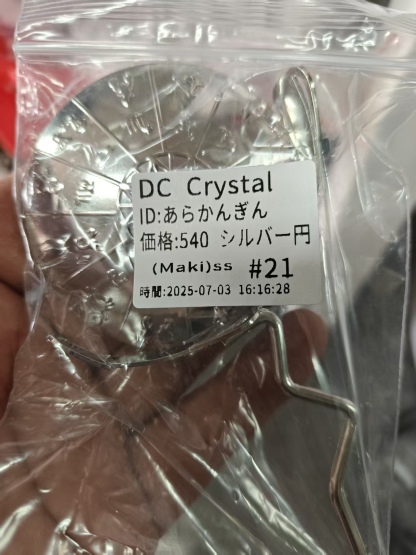 DC Crystal
ID:あらかんぎん
価格:540 シルバー円
(Maki)ss #21
時間:2025-07-03 16:16:28